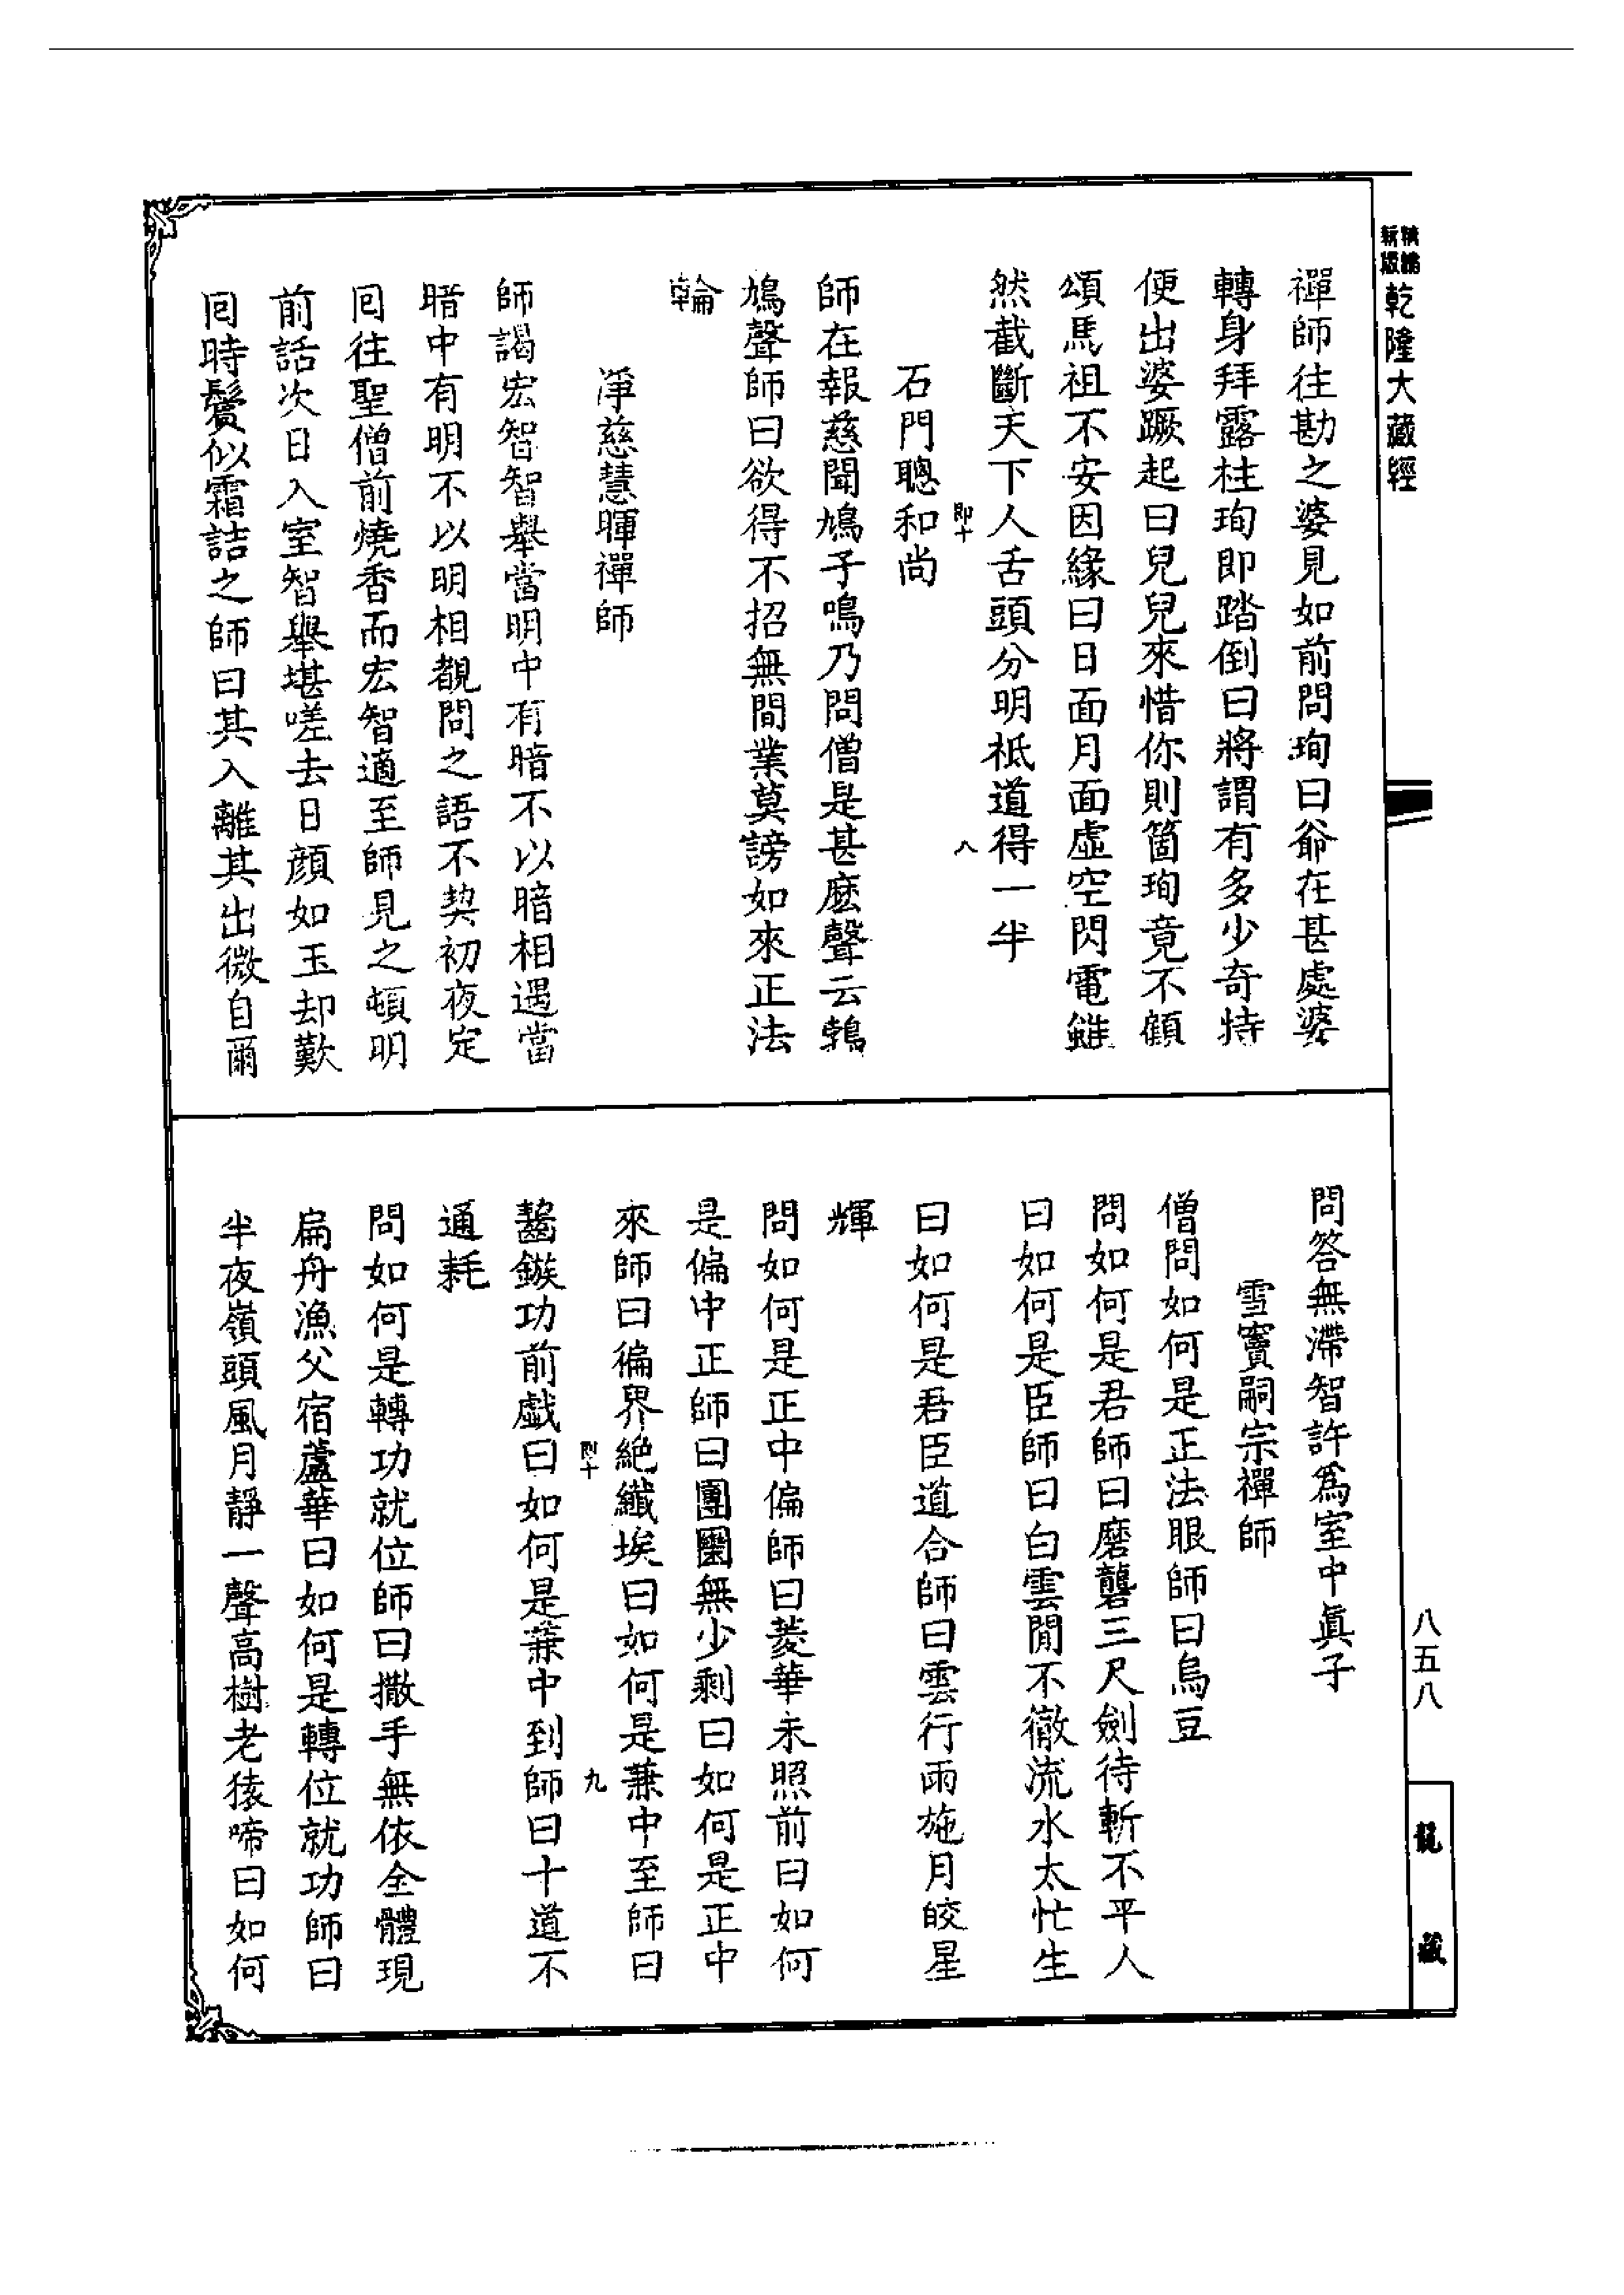 精編
新版
乾隆大藏經
禪師往勘之婆見如前問珣曰爺在甚處婆
轉身拜露柱珣即踏倒曰將謂有多少奇特
便出婆蹶起曰兒兒來惜你則箇珣竟不顧
頌馬祖不安因緣曰日面月面虛空閃電雖
然截斷天下人舌頭分明祇道得一半
即十 八
石門聰和尚
師在報慈聞鳩子鳴乃問僧是甚麽聲云鵓
鳩聲師曰欲得不招無間業莫謗如來正法
輪
淨慈慧暉禪師
師謁宏智智舉當明中有暗不以暗相遇當
暗中有明不以明相覩問之語不契初夜定
囘往聖僧前燒香而宏智適至師見之頓明
前話次日入室智舉堪嗟去日顔如玉却歎
囘時鬢似霜詰之師曰其入離其出微自爾
問答無滯智許爲室中眞子
雪竇嗣宗禪師
僧問如何是正法眼師曰烏豆
問如何是君師曰磨礱三尺劍待斬不平人
曰如何是臣師曰白雲閒不徹流水太忙生
曰如何是君臣道合師曰雲行雨施月皎星
輝
問如何是正中偏師曰菱華未照前曰如何
是偏中正師曰團圞無少剩曰如何是正中
來師曰徧界絶纖埃曰如何是兼中至師曰
即十 九
齧鏃功前戲曰如何是兼中到師曰十道不
通耗
問如何是轉功就位師曰撒手無依全體現
扁舟漁父宿蘆華曰如何是轉位就功師曰
半夜嶺頭風月靜一聲高樹老猿啼曰如何
八五八
龍藏